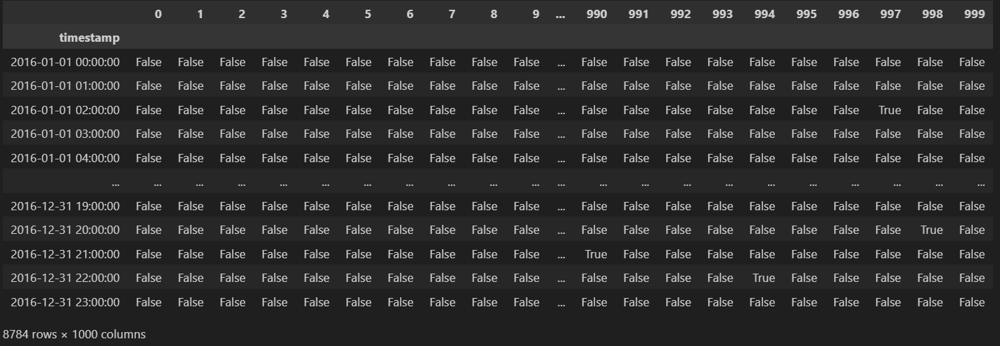 0 1 2 3 4 5 6 7 8 9 ... 990 991 992 993 994 995 996 997 998 999
timestamp
2016-01-01 00:00:00 False False False False False False False False False False ... False False False False False False False False False False
2016-01-01 01:00:00 False False False False False False False False False False ... False False False False False False False False False False
2016-01-01 02:00:00 False False False False False False False False False False ... False False False False False False False True False False
2016-01-01 03:00:00 False False False False False False False False False False ... False False False False False False False False False False
2016-01-01 04:00:00 False False False False False False False False False False ... False False False False False False False False False False
... ... ... ... ... ... ... ... ... ... ... ... ... ... ... ... ... ... ... ... ... ...
2016-12-31 19:00:00 False False False False False False False False False False ... False False False False False False False False False False
2016-12-31 20:00:00 False False False False False False False False False False ... False False False False False False False False True False
2016-12-31 21:00:00 False False False False False False False False False False ... True False False False False False False False False False
2016-12-31 22:00:00 False False False False False False False False False False ... False False False False True False False False False False
2016-12-31 23:00:00 False False False False False False False False False False ... False False False False False False False False False False
8784 rows × 1000 columns